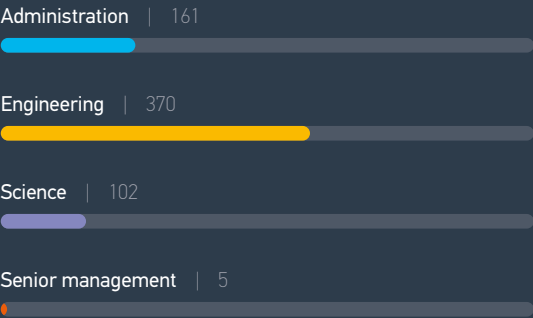 Administration | 161
Engineering | 370
Science | 102
Senior management | 5